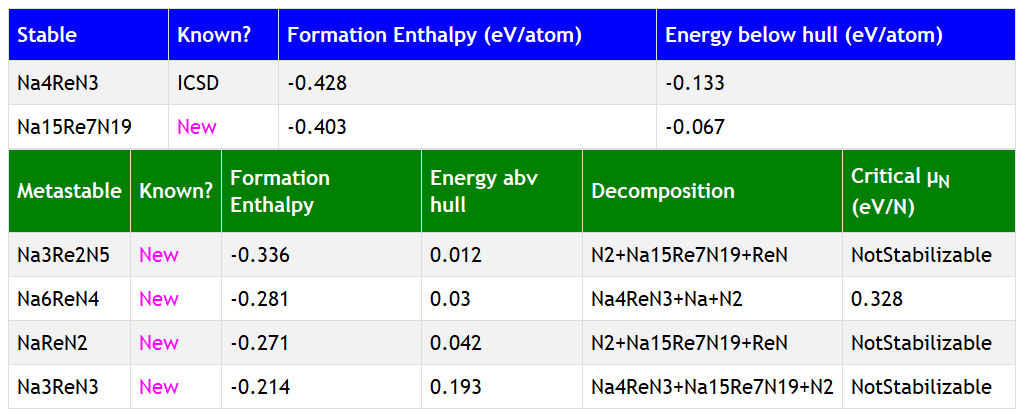 Stable Known? Formation Enthalpy (eV/atom) Energy below hull (eV/atom)
Na4ReN3 ICSD -0.428 -0.133
Na15Re7N19 New -0.403 -0.067
Metastable Known? Formation Enthalpy Energy abv hull Decomposition Critical μN (eV/N)
Na3Re2N5 New -0.336 0.012 N2+Na15Re7N19+ReN NotStabilizable
Na6ReN4 New -0.281 0.03 Na4ReN3+Na+N2 0.328
NaReN2 New -0.271 0.042 N2+Na15Re7N19+ReN NotStabilizable
Na3ReN3 New -0.214 0.193 Na4ReN3+Na15Re7N19+N2 NotStabilizable